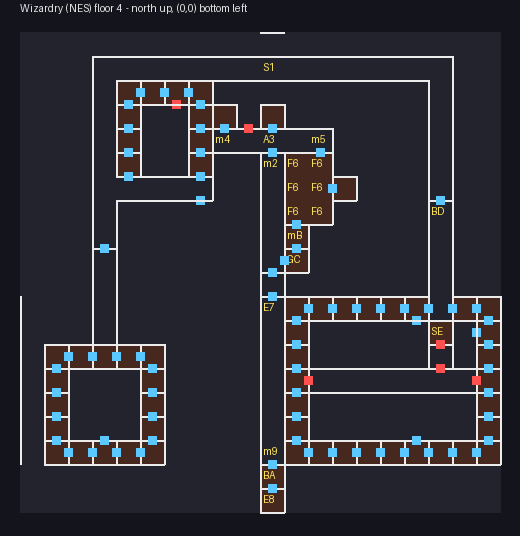 Wizardry (NES) floor 4 - north up, (0,0) bottom left
S1
m4 A3 m5
m2 F6 F6
F6 F6
F6 F6 BD
mB
GC
E7
SE
m9
BA
E8